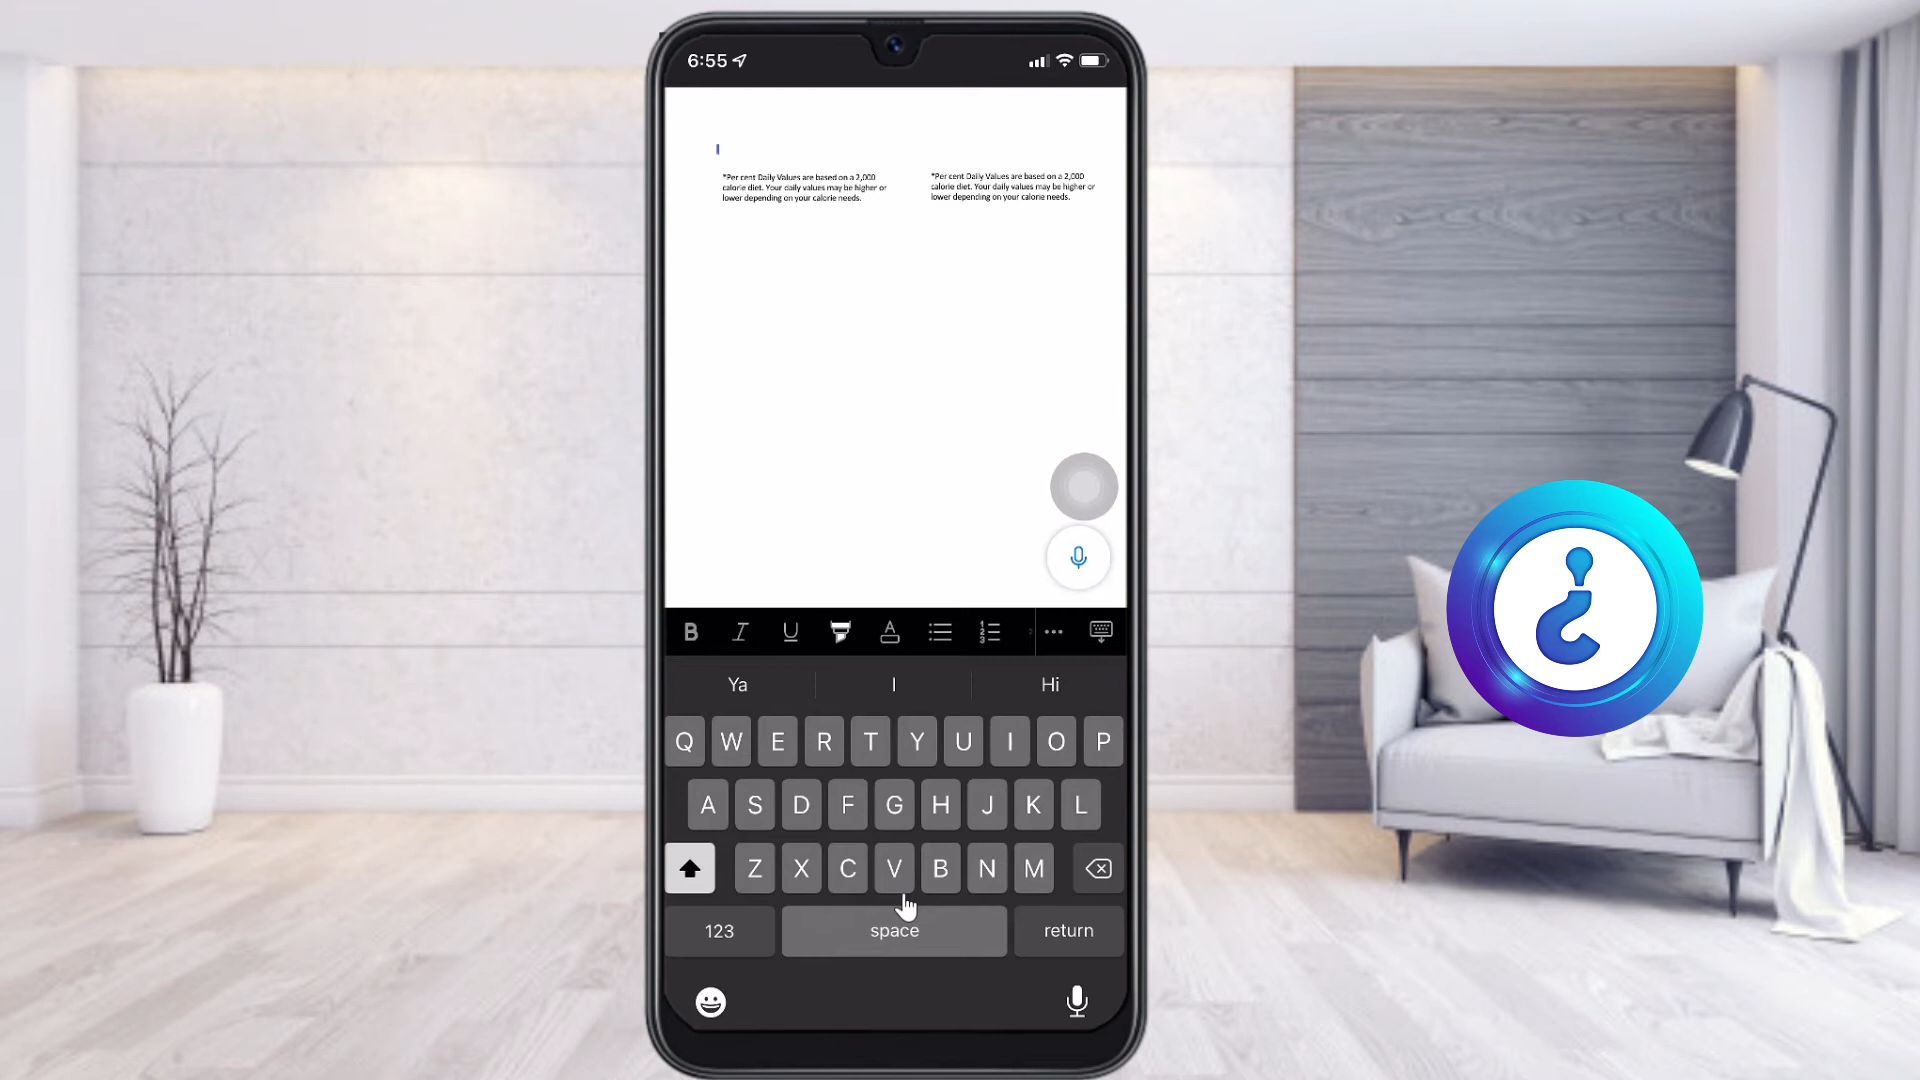 6:55
*Per cent Daily Values are based on a 2,000
calorie diet. Your daily values may be higher or
lower depending on your calorie needs.
*Per cent Daily Values are based on a 2,000
calorie diet. Your daily values may be higher or
lower depending on your calorie needs.
B I U A
Ya I Hi
Q W E R T Y U I O P
A S D F G H J K L
Z X C V B N M
123 space return